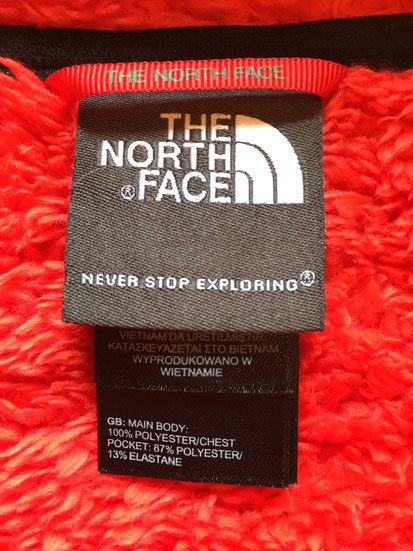 THE NORTH FACE
THE
NORTH
®FACE
NEVER STOP EXPLORING®
VIETNAM'DA ÜRETİLMİŞTİR
ΚΑΤΑΣΚΕΥΆΖΕΤΑΙ ΣΤΟ ΒΙΕΤΝΑΜ
WYPRODUKOWANO W
WIETNAMIE
GB: MAIN BODY:
100% POLYESTER/CHEST
POCKET: 87% POLYESTER/
13% ELASTANE